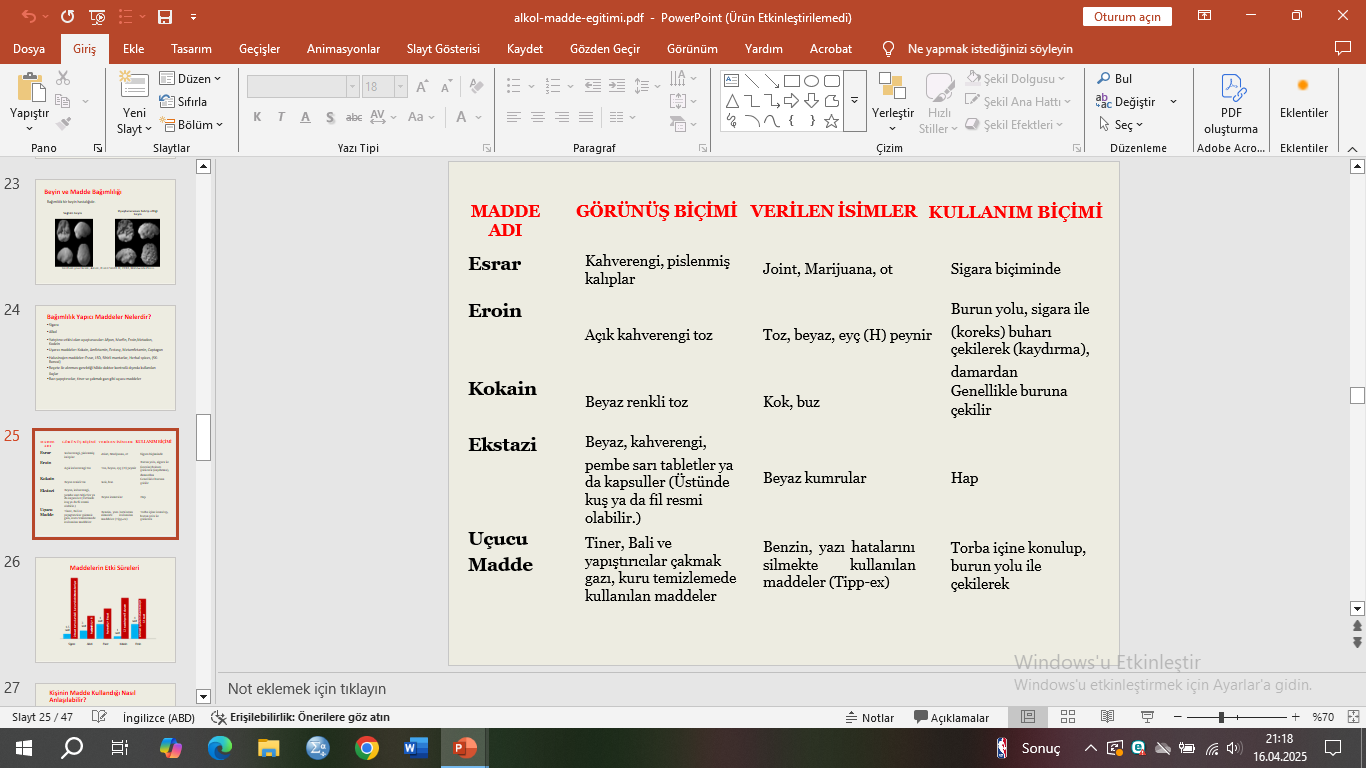 alkol-madde-egitimi.pdf - PowerPoint (Ürün Etkinleştirilemedi)
Oturum açın
Dosya Giriş Ekle Tasarım Geçişler Animasyonlar Slayt Gösterisi Kaydet Gözden Geçir Görünüm Yardım Acrobat Ne yapmak istediğinizi söyleyin
Yapıştır
Yeni Slayt
Düzen
Sıfırla
Bölüm
18
K T A S abc AV Aa A
Yerleştir
Hızlı Stiller
Şekil Dolgusu
Şekil Ana Hattı
Şekil Efektleri
Bul
Değiştir
Seç
PDF oluşturma
Eklentiler
Pano Slaytlar Yazı Tipi Paragraf Çizim Düzenleme Adobe Acro... Eklentiler
23
Beyin ve Madde Bağımlılığı
24
Bağımlılık Yapıcı Maddeler Nelerdir?
25
26
Maddelerin Etki Süreleri
27
Kişinin Madde Kullandığı Nasıl
Anlaşılabilir?
MADDE ADI
GÖRÜNÜŞ BİÇİMİ
VERİLEN İSİMLER
KULLANIM BİÇİMİ
Esrar
Kahverengi, pislenmiş
kalıplar
Joint, Marijuana, ot
Sigara biçiminde
Eroin
Açık kahverengi toz
Toz, beyaz, eyç (H) peynir
Burun yolu, sigara ile
(koreks) buharı
çekilerek (kaydırma),
damardan
Kokain
Beyaz renkli toz
Kok, buz
Genellikle buruna
çekilir
Ekstazi
Beyaz, kahverengi,
pembe sarı tabletler ya
da kapsuller (Üstünde
kuş ya da fil resmi
olabilir.)
Beyaz kumrular
Hap
Uçucu
Madde
Tiner, Bali ve
yapıştırıcılar çakmak
gazı, kuru temizlemede
kullanılan maddeler
Benzin, yazı hatalarını
silmekte kullanılan
maddeler (Tipp-ex)
Torba içine konulup,
burun yolu ile
çekilerek
Windows'u Etkinleştir
Windows'u etkinleştirmek için Ayarlar'a gidin.
Not eklemek için tıklayın
Slayt 25 / 47 İngilizce (ABD) Erişilebilirlik: Önerilere göz atın Notlar Açıklamalar %70
Sonuç
21:18
16.04.2025